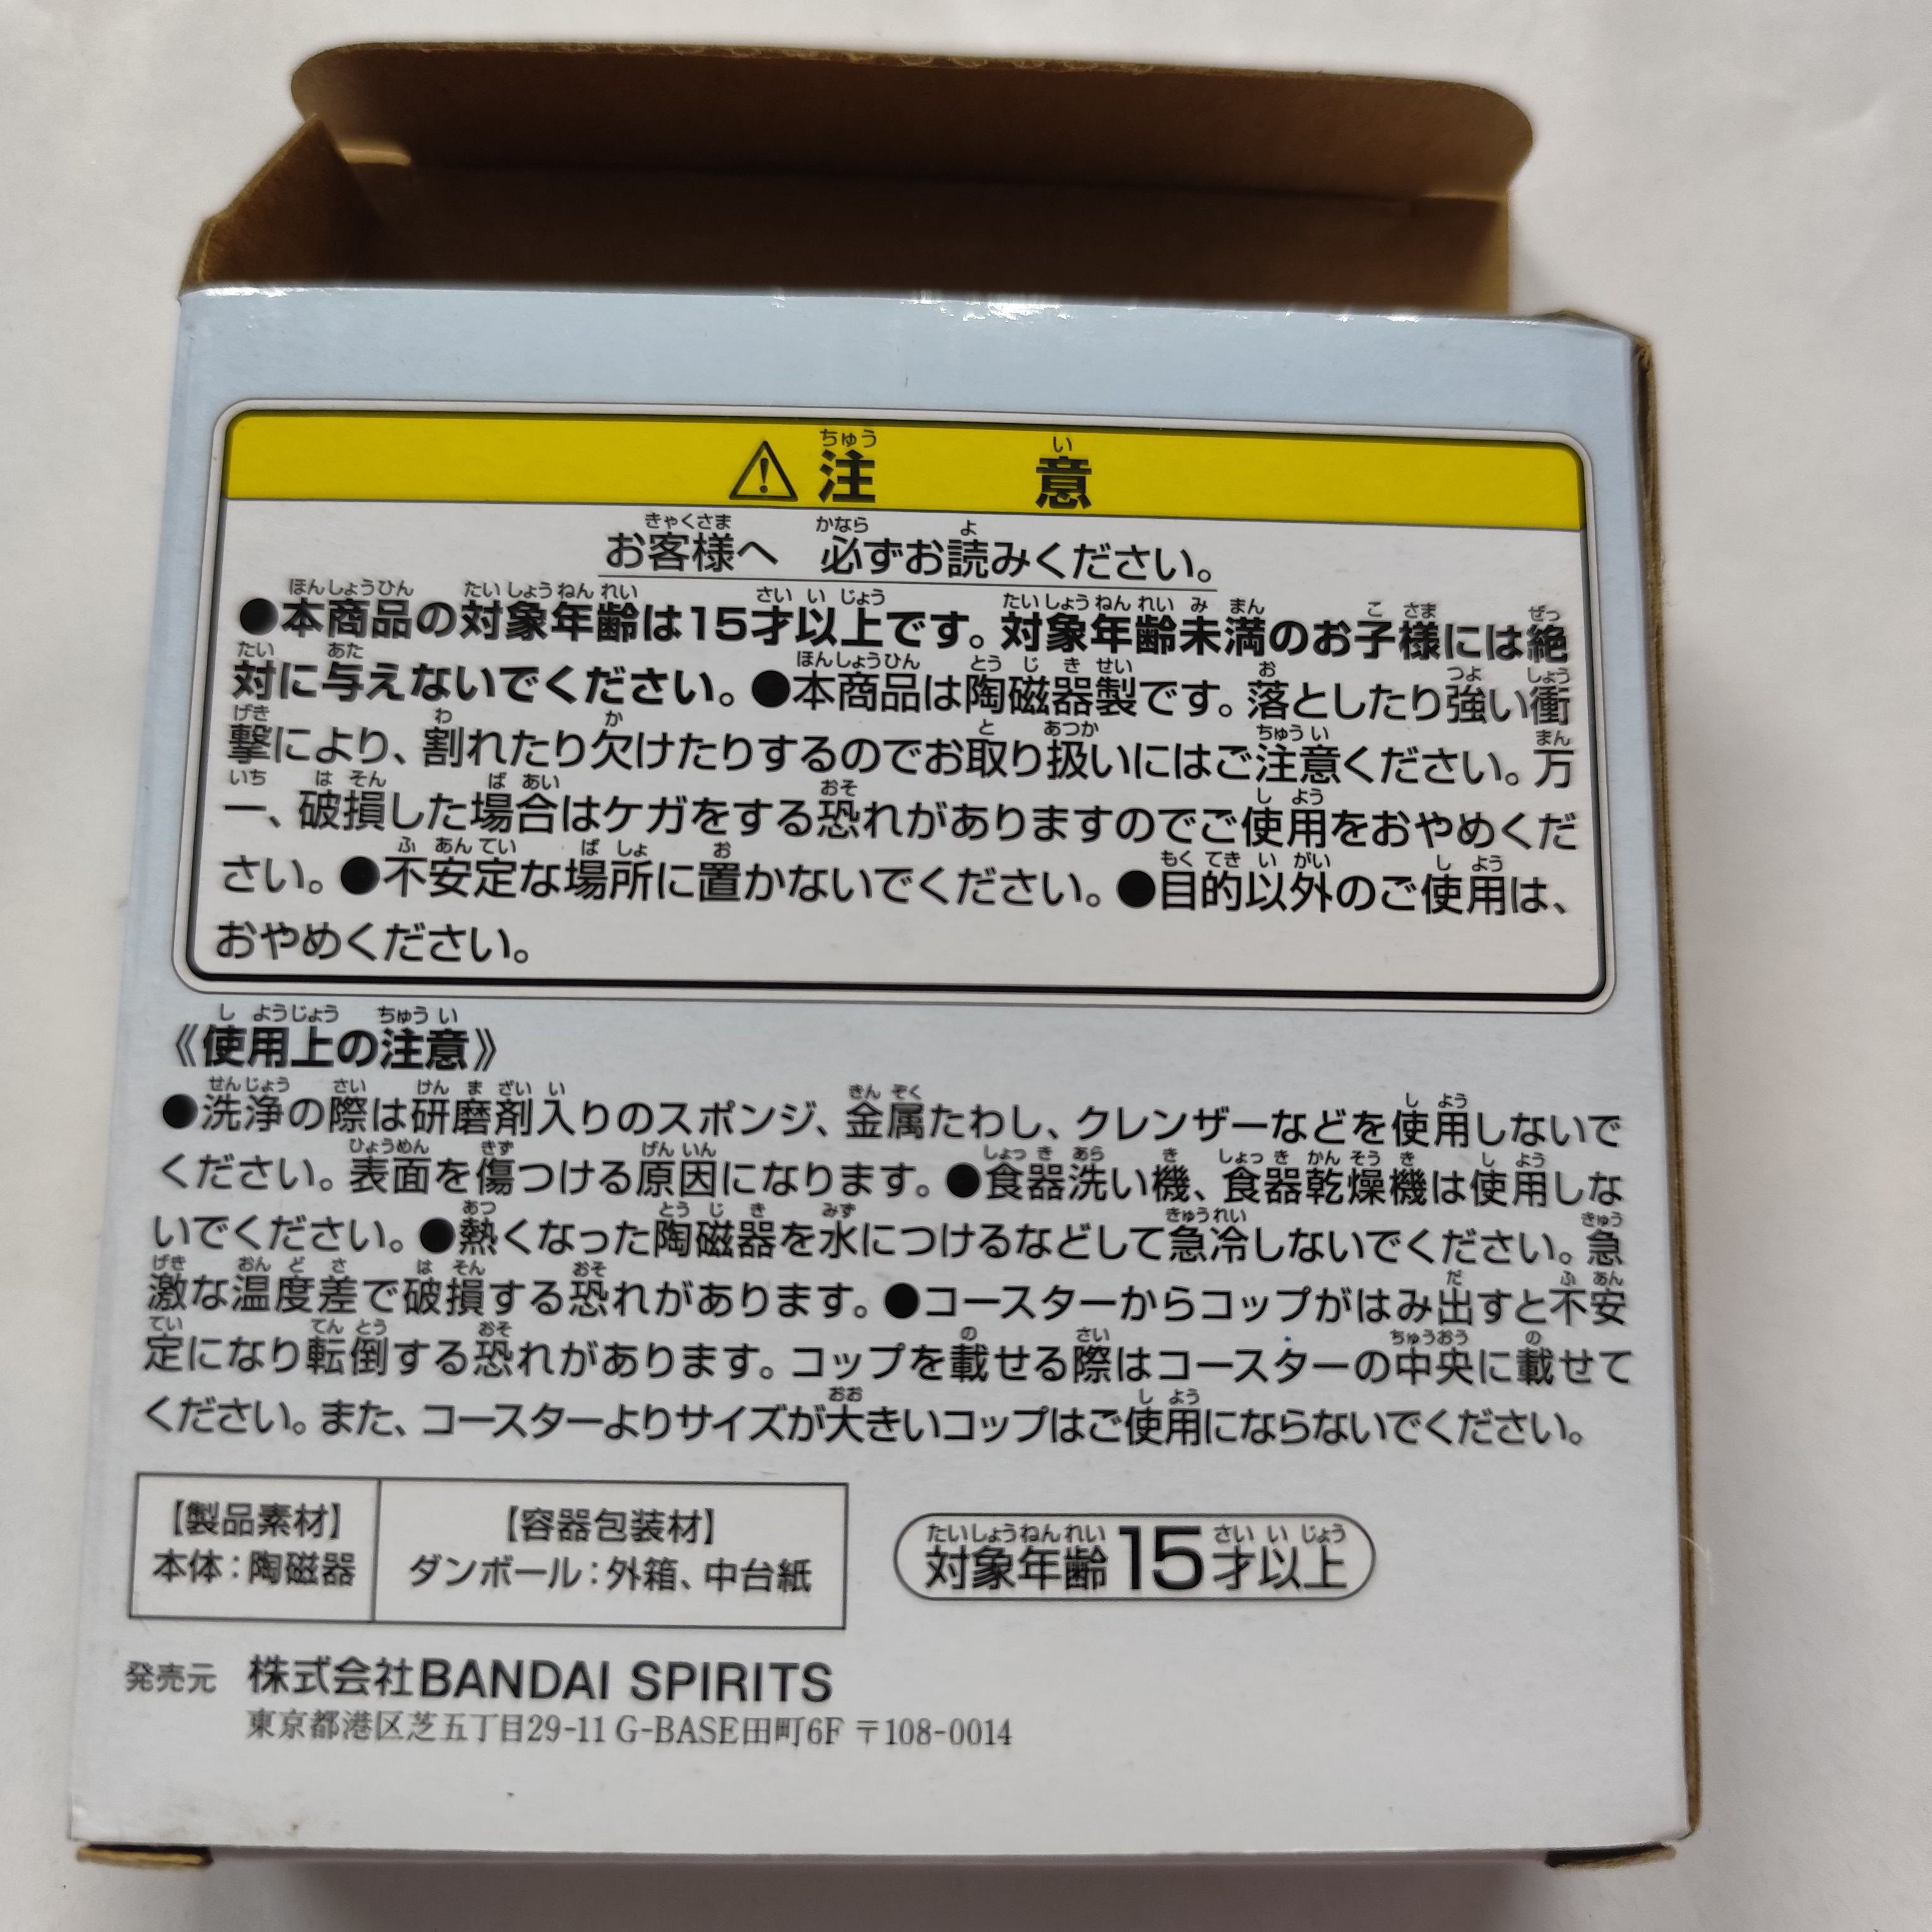 ⚠注意
お客様へ 必ずお読みください。
●本商品の対象年齢は15才以上です。対象年齢未満のお子様には絶
対に与えないでください。●本商品は陶磁器製です。落としたり強い衝
撃により、割れたり欠けたりするのでお取り扱いにはご注意ください。万
一、破損した場合はケガをする恐れがありますのでご使用をおやめくだ
さい。●不安定な場所に置かないでください。●目的以外のご使用は、
おやめください。
《使用上の注意》
●洗浄の際は研磨剤入りのスポンジ、金属たわし、クレンザーなどを使用しないで
ください。表面を傷つける原因になります。●食器洗い機、食器乾燥機は使用しな
いでください。●熱くなった陶磁器を水につけるなどして急冷しないでください。急
激な温度差で破損する恐れがあります。●コースターからコップがはみ出すと不安
定になり転倒する恐れがあります。コップを載せる際はコースターの中央に載せて
ください。また、コースターよりサイズが大きいコップはご使用にならないでください。
【製品素材】
本体：陶磁器
【容器包装材】
ダンボール：外箱、中台紙
対象年齢15才以上
発売元 株式会社BANDAI SPIRITS
東京都港区芝五丁目29-11 G-BASE田町6F 〒108-0014